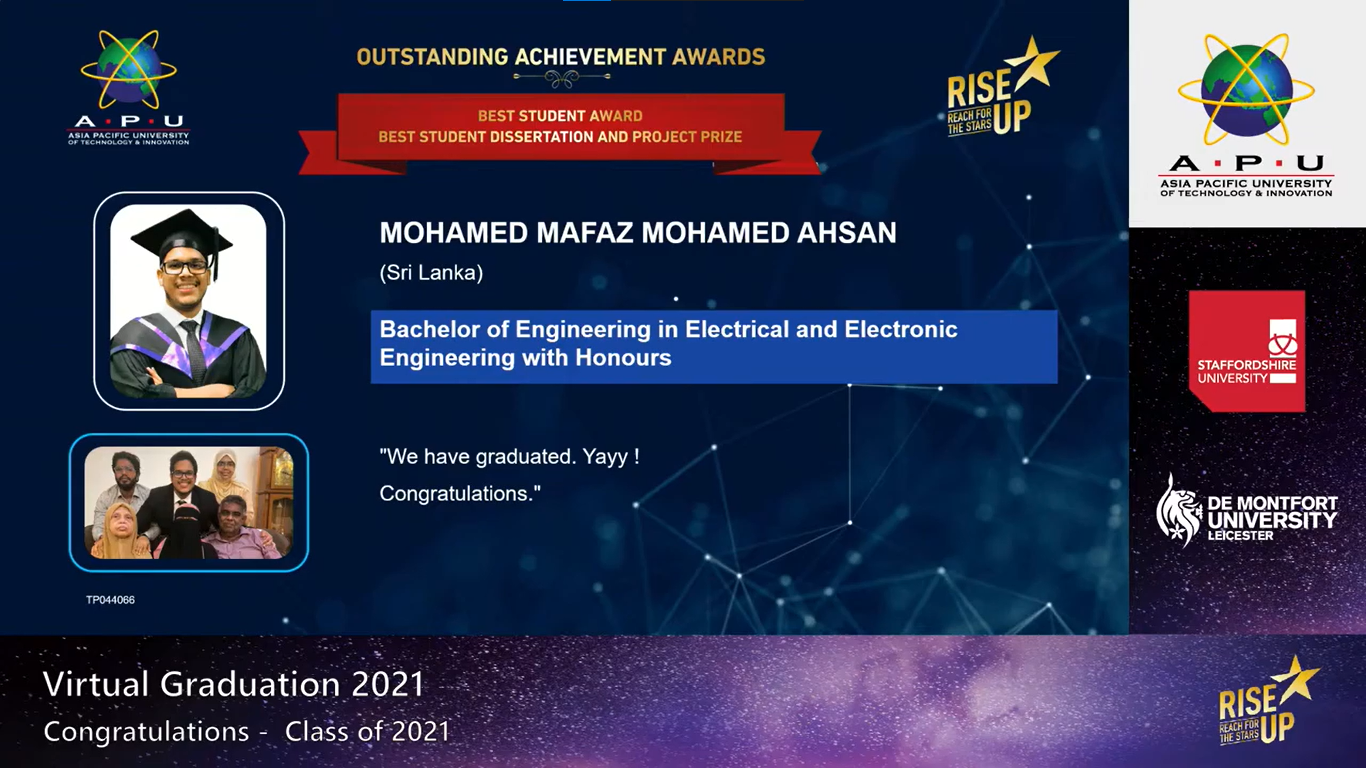 A·P·U
ASIA PACIFIC UNIVERSITY
OF TECHNOLOGY & INNOVATION
OUTSTANDING ACHIEVEMENT AWARDS
BEST STUDENT AWARD
BEST STUDENT DISSERTATION AND PROJECT PRIZE
RISE
REACH FOR
THE STARS
UP
A·P·U
ASIA PACIFIC UNIVERSITY
OF TECHNOLOGY & INNOVATION
MOHAMED MAFAZ MOHAMED AHSAN
(Sri Lanka)
Bachelor of Engineering in Electrical and Electronic
Engineering with Honours
"We have graduated. Yayy !
Congratulations."
TP044066
STAFFORDSHIRE
UNIVERSITY
DE MONTFORT
UNIVERSITY
LEICESTER
Virtual Graduation 2021
Congratulations - Class of 2021
RISE
REACH FOR
THE STARS
UP